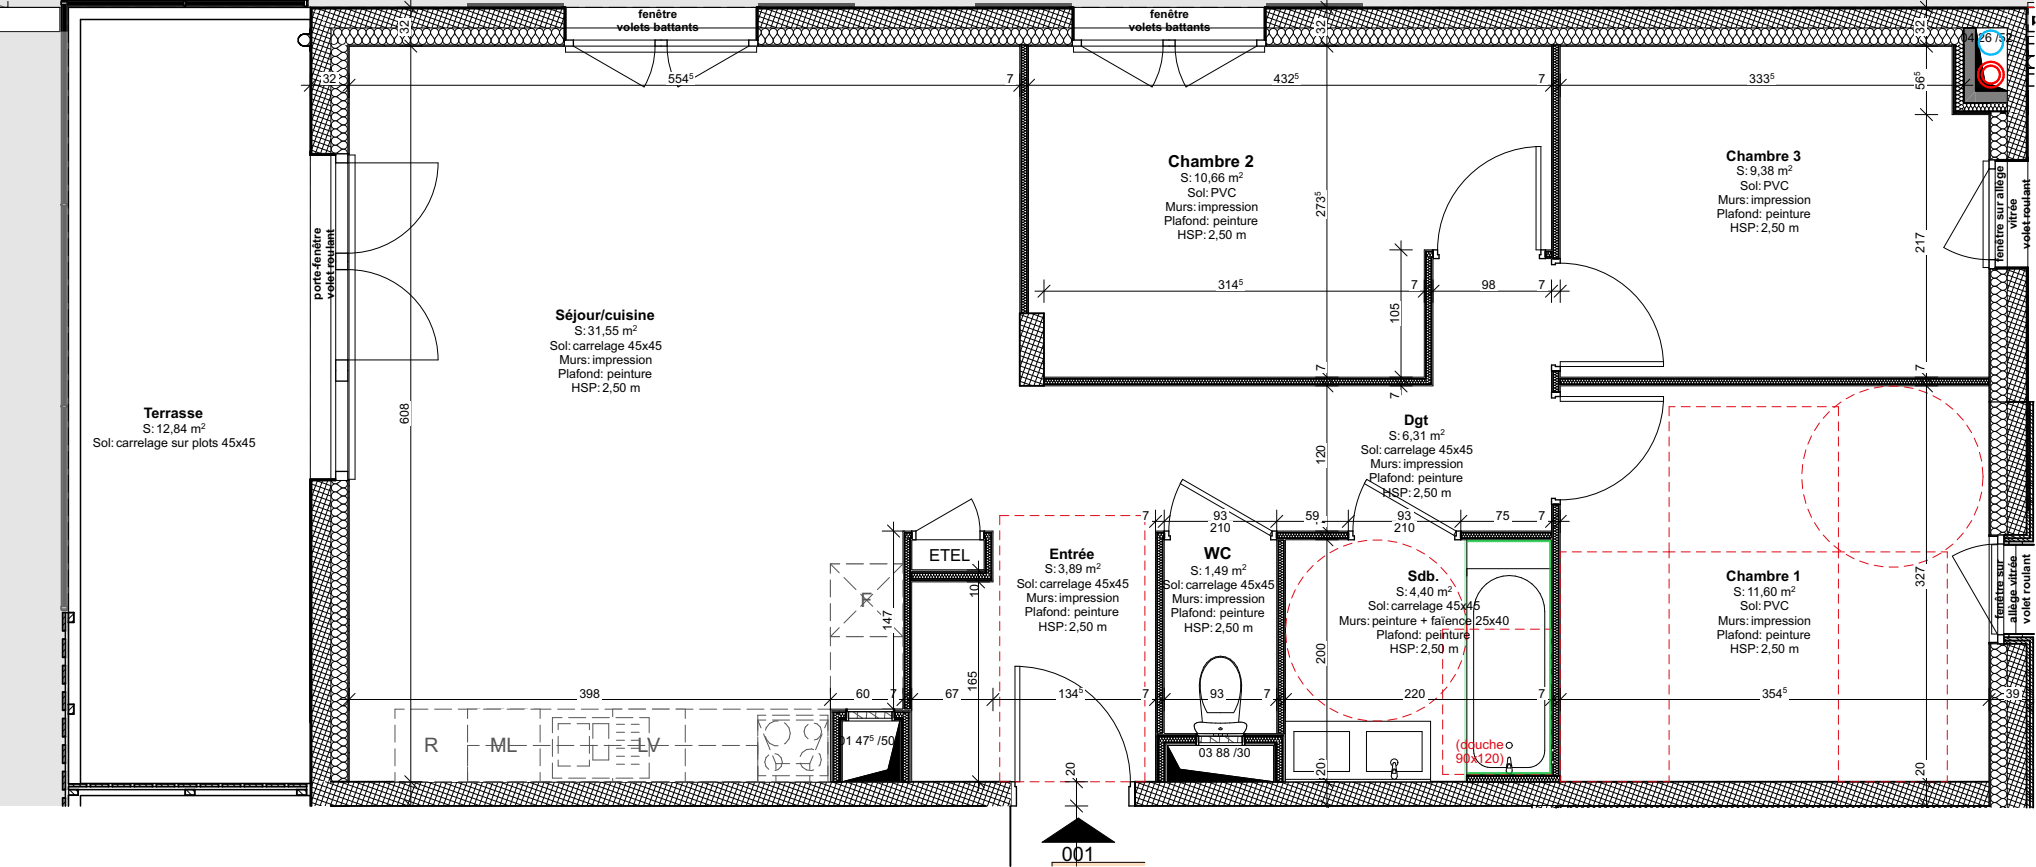 fenêtre
volets battants
fenêtre
volets battants
32
32
32
04 26 /52
32
554⁵
7
432⁵
7
333⁵
56⁵
Chambre 2
S: 10,66 m²
Sol: PVC
Murs: impression
Plafond: peinture
HSP: 2,50 m
273⁵
Chambre 3
S: 9,38 m²
Sol: PVC
Murs: impression
Plafond: peinture
HSP: 2,50 m
217
fenêtre sur allège
vitrée
volet roulant
porte-fenêtre
volet roulant
314⁵
7
98
7
105
7
7
7
Séjour/cuisine
S: 31,55 m²
Sol: carrelage 45x45
Murs: impression
Plafond: peinture
HSP: 2,50 m
608
Terrasse
S: 12,84 m²
Sol: carrelage sur plots 45x45
Dgt
S: 6,31 m²
Sol: carrelage 45x45
Murs: impression
Plafond: peinture
HSP: 2,50 m
120
7
93
210
59
93
210
75
7
ETEL
10
F
147
Entrée
S: 3,89 m²
Sol: carrelage 45x45
Murs: impression
Plafond: peinture
HSP: 2,50 m
WC
S: 1,49 m²
Sol: carrelage 45x45
Murs: impression
Plafond: peinture
HSP: 2,50 m
Sdb.
S: 4,40 m²
Sol: carrelage 45x45
Murs: peinture + faïence 25x40
Plafond: peinture
HSP: 2,50 m
Chambre 1
S: 11,60 m²
Sol: PVC
Murs: impression
Plafond: peinture
HSP: 2,50 m
327
fenêtre sur
allège vitrée
volet roulant
165
200
398
60
7
67
134⁵
7
93
7
220
7
354⁵
39
R
ML
LV
01 47⁵ /50
03 88 /30
(douche
90x120)
20
20
20
001